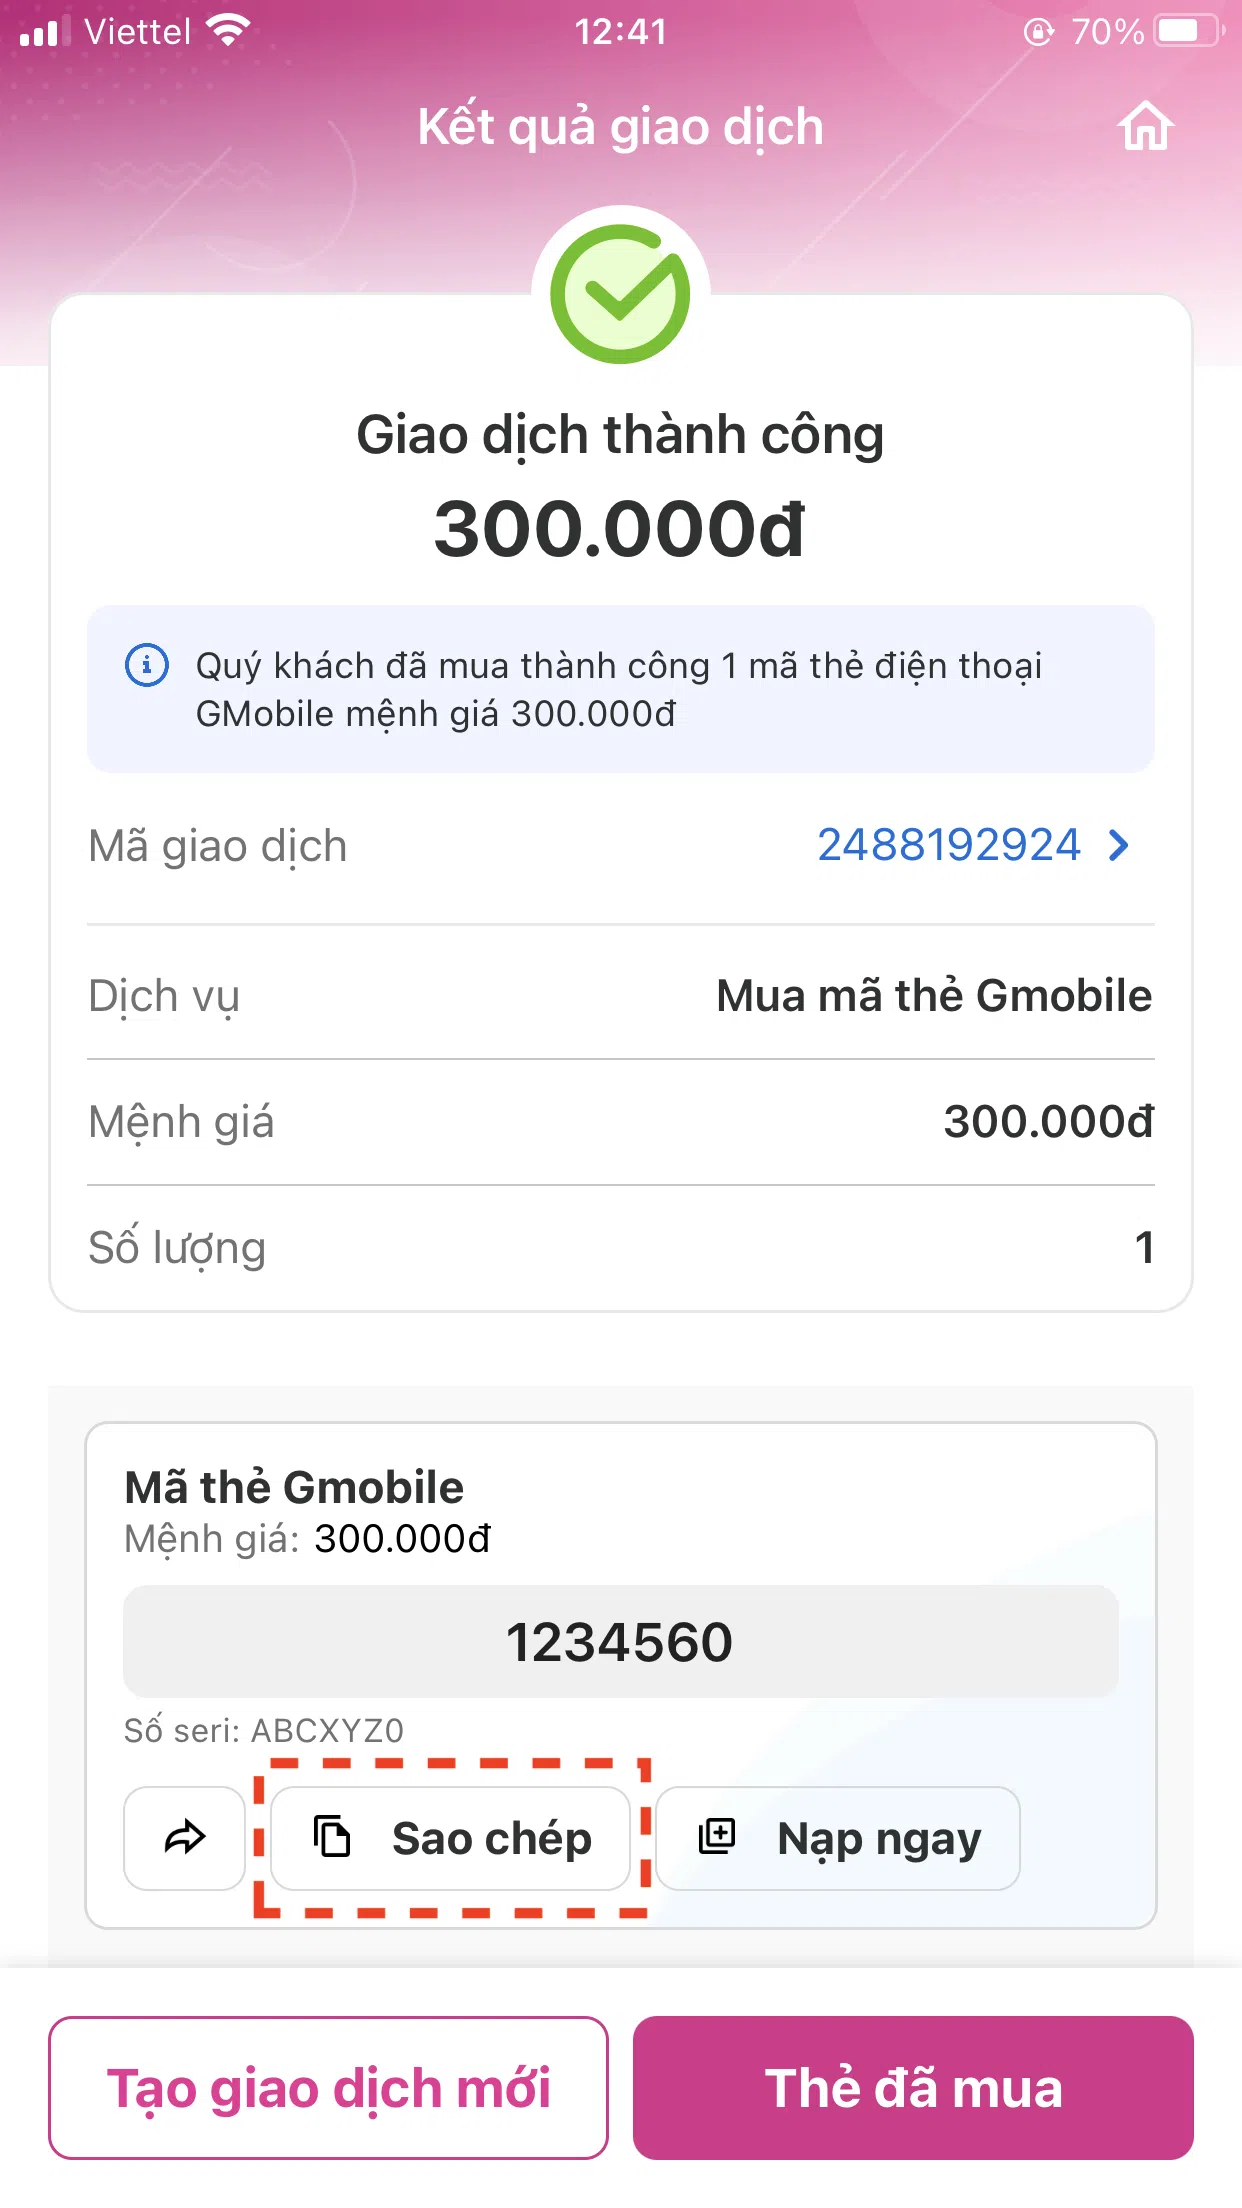 Viettel 12:41 70%
Kết quả giao dịch
Giao dịch thành công
300.000đ
Quý khách đã mua thành công 1 mã thẻ điện thoại
GMobile mệnh giá 300.000đ
Mã giao dịch 2488192924
Dịch vụ Mua mã thẻ Gmobile
Mệnh giá 300.000đ
Số lượng 1
Mã thẻ Gmobile
Mệnh giá: 300.000đ
1234560
Số seri: ABCXYZ0
Sao chép Nạp ngay
Tạo giao dịch mới Thẻ đã mua